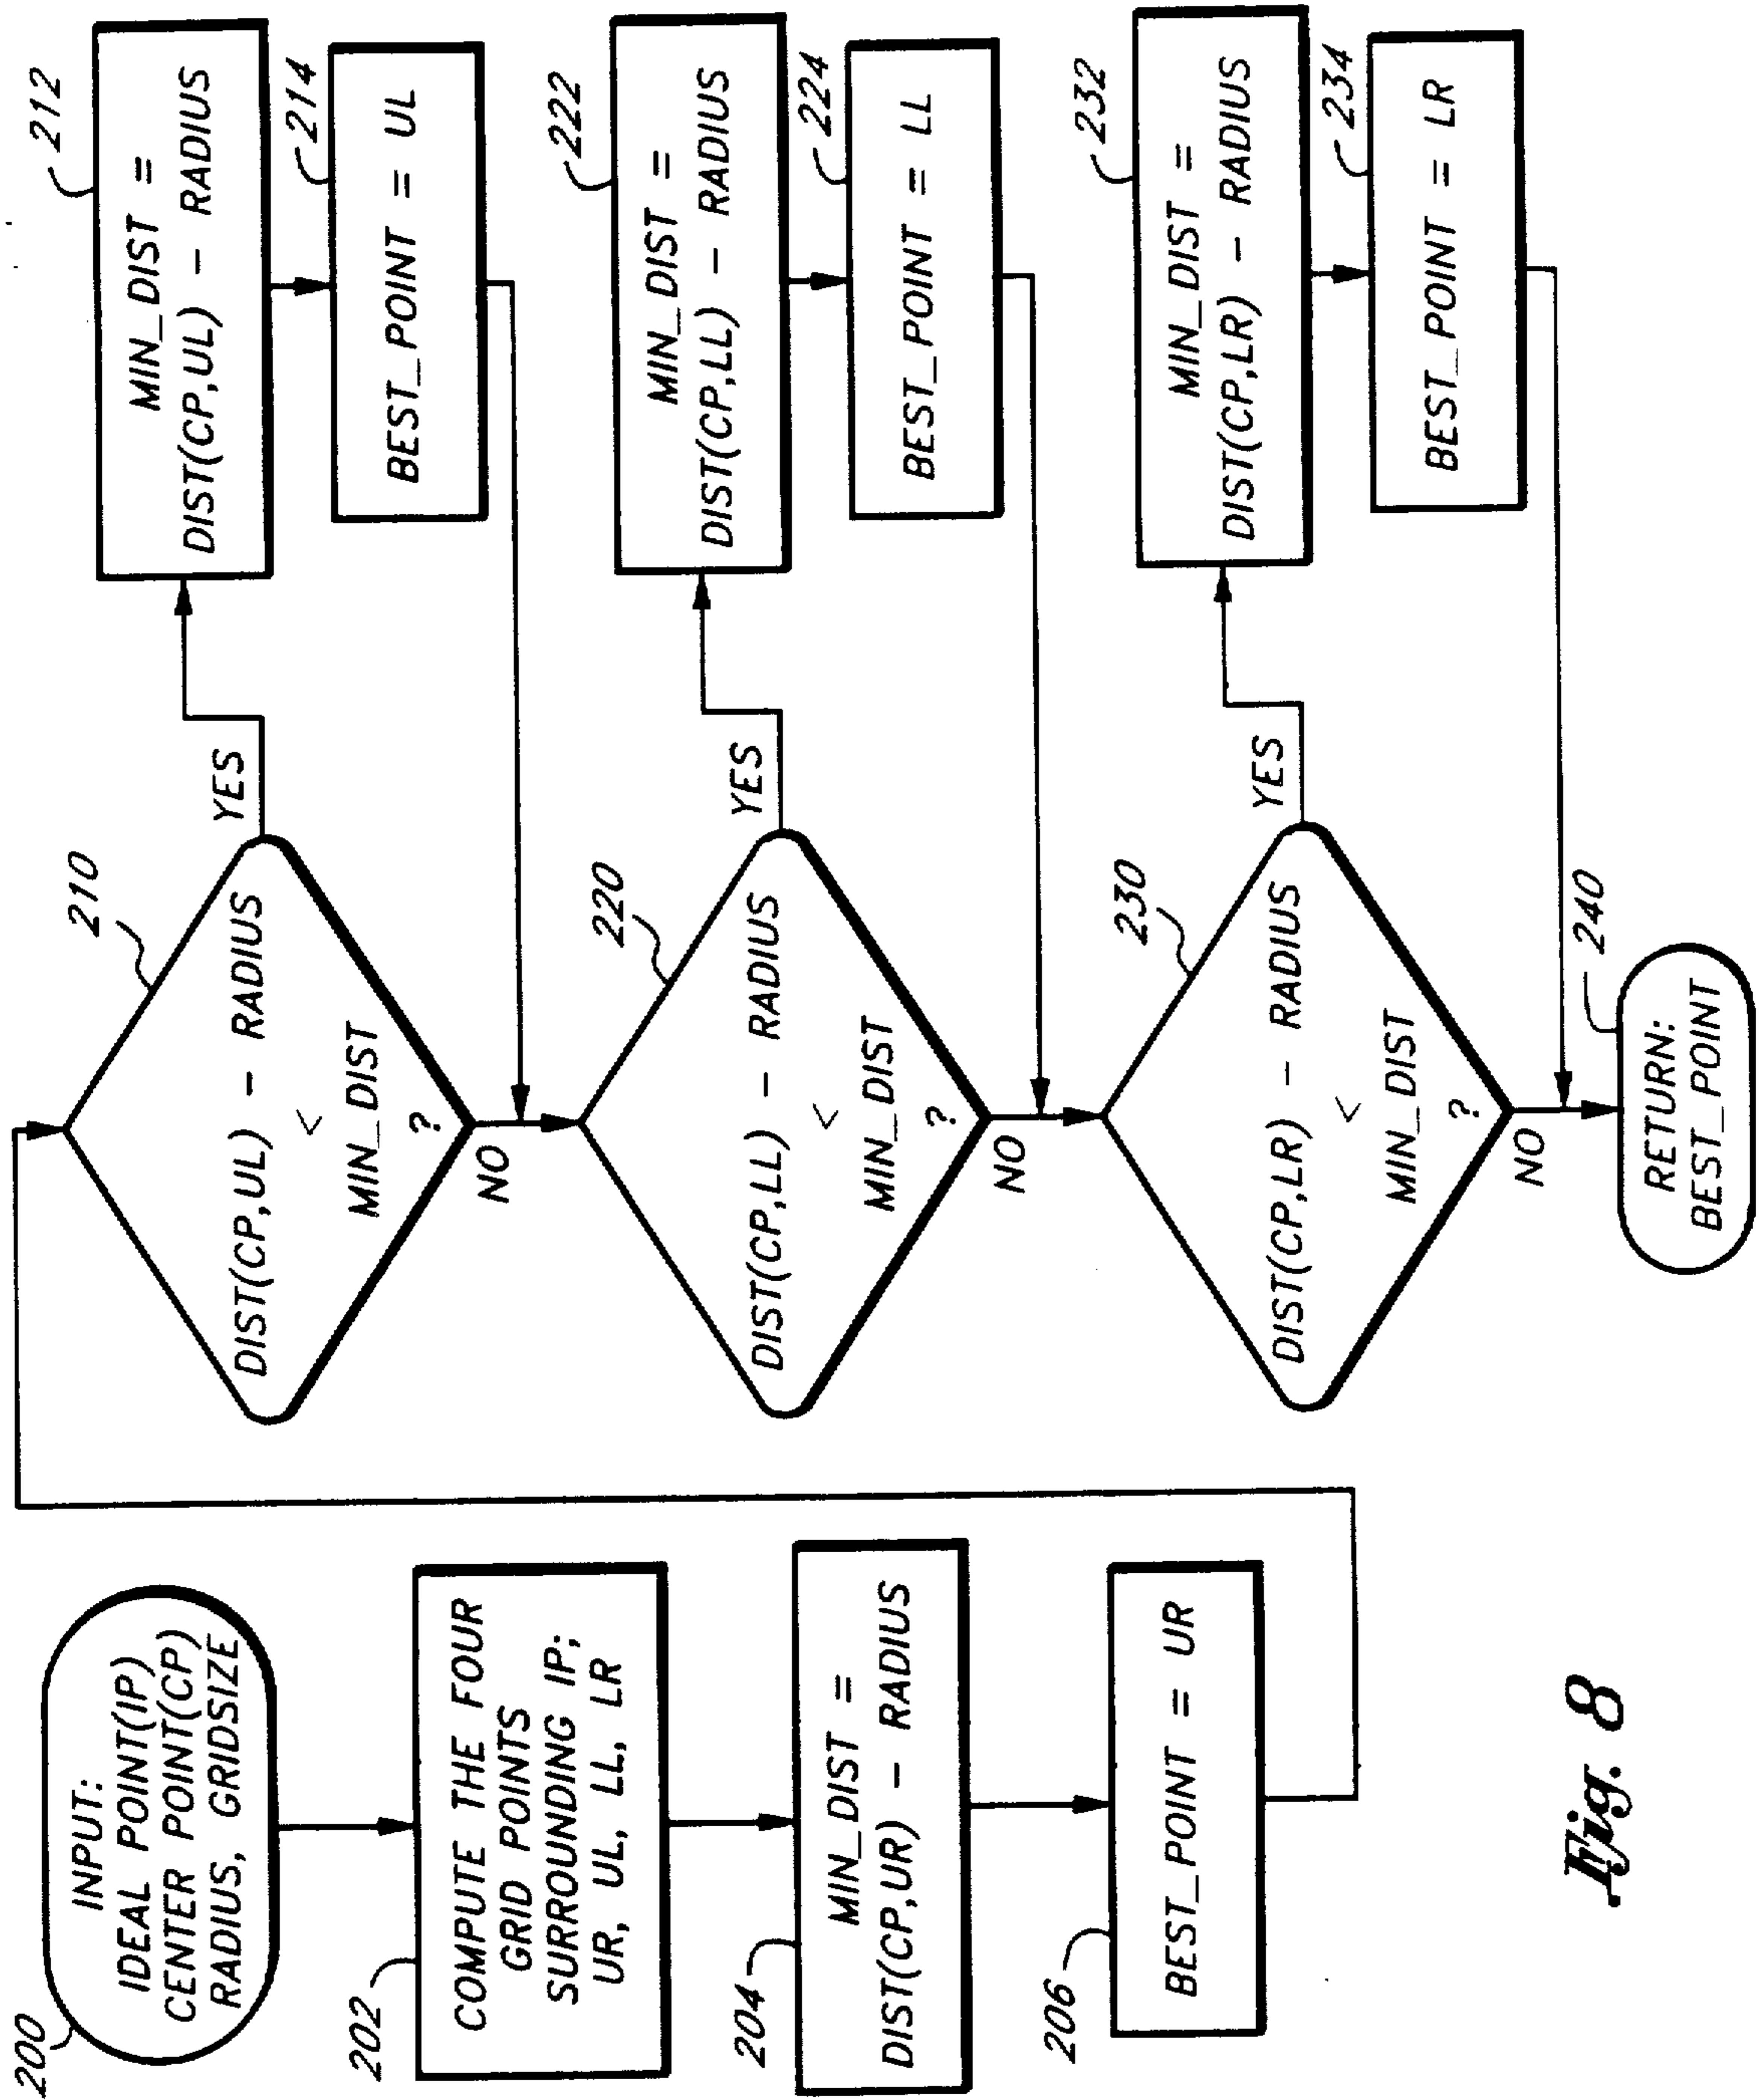 200
INPUT:
IDEAL POINT(IP)
CENTER POINT(CP)
RADIUS, GRIDSIZE
202
COMPUTE THE FOUR
GRID POINTS
SURROUNDING IP:
UR, UL, LL, LR
204
MIN_DIST =
DIST(CP,UR) - RADIUS
206
BEST_POINT = UR
210
DIST(CP,UL) - RADIUS
<
MIN_DIST
?
YES
NO
212
MIN_DIST =
DIST(CP,UL) - RADIUS
214
BEST_POINT = UL
220
DIST(CP,LL) - RADIUS
<
MIN_DIST
?
YES
NO
222
MIN_DIST =
DIST(CP,LL) - RADIUS
224
BEST_POINT = LL
230
DIST(CP,LR) - RADIUS
<
MIN_DIST
?
YES
NO
232
MIN_DIST =
DIST(CP,LR) - RADIUS
234
BEST_POINT = LR
240
RETURN:
BEST_POINT
Fig. 8